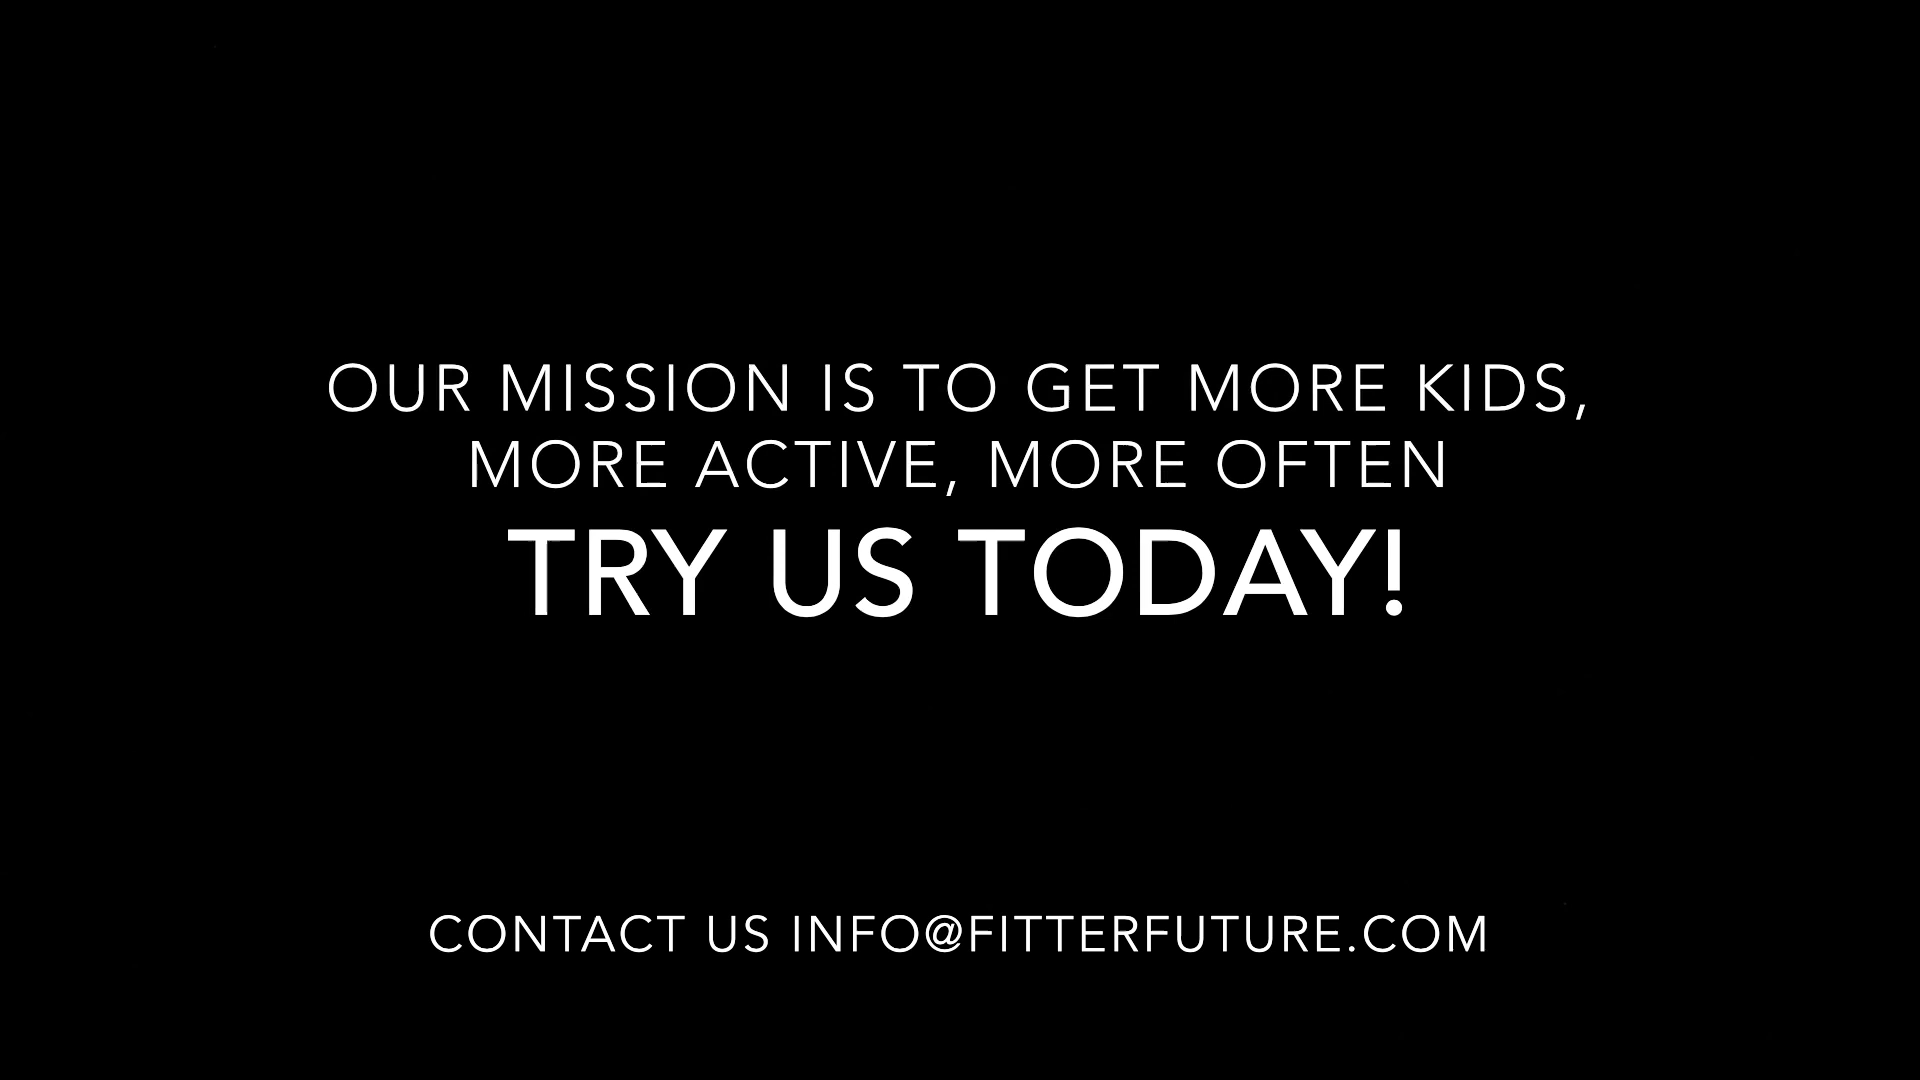 OUR MISSION IS TO GET MORE KIDS,
MORE ACTIVE, MORE OFTEN
TRY US TODAY!
CONTACT US INFO@FITTERFUTURE.COM